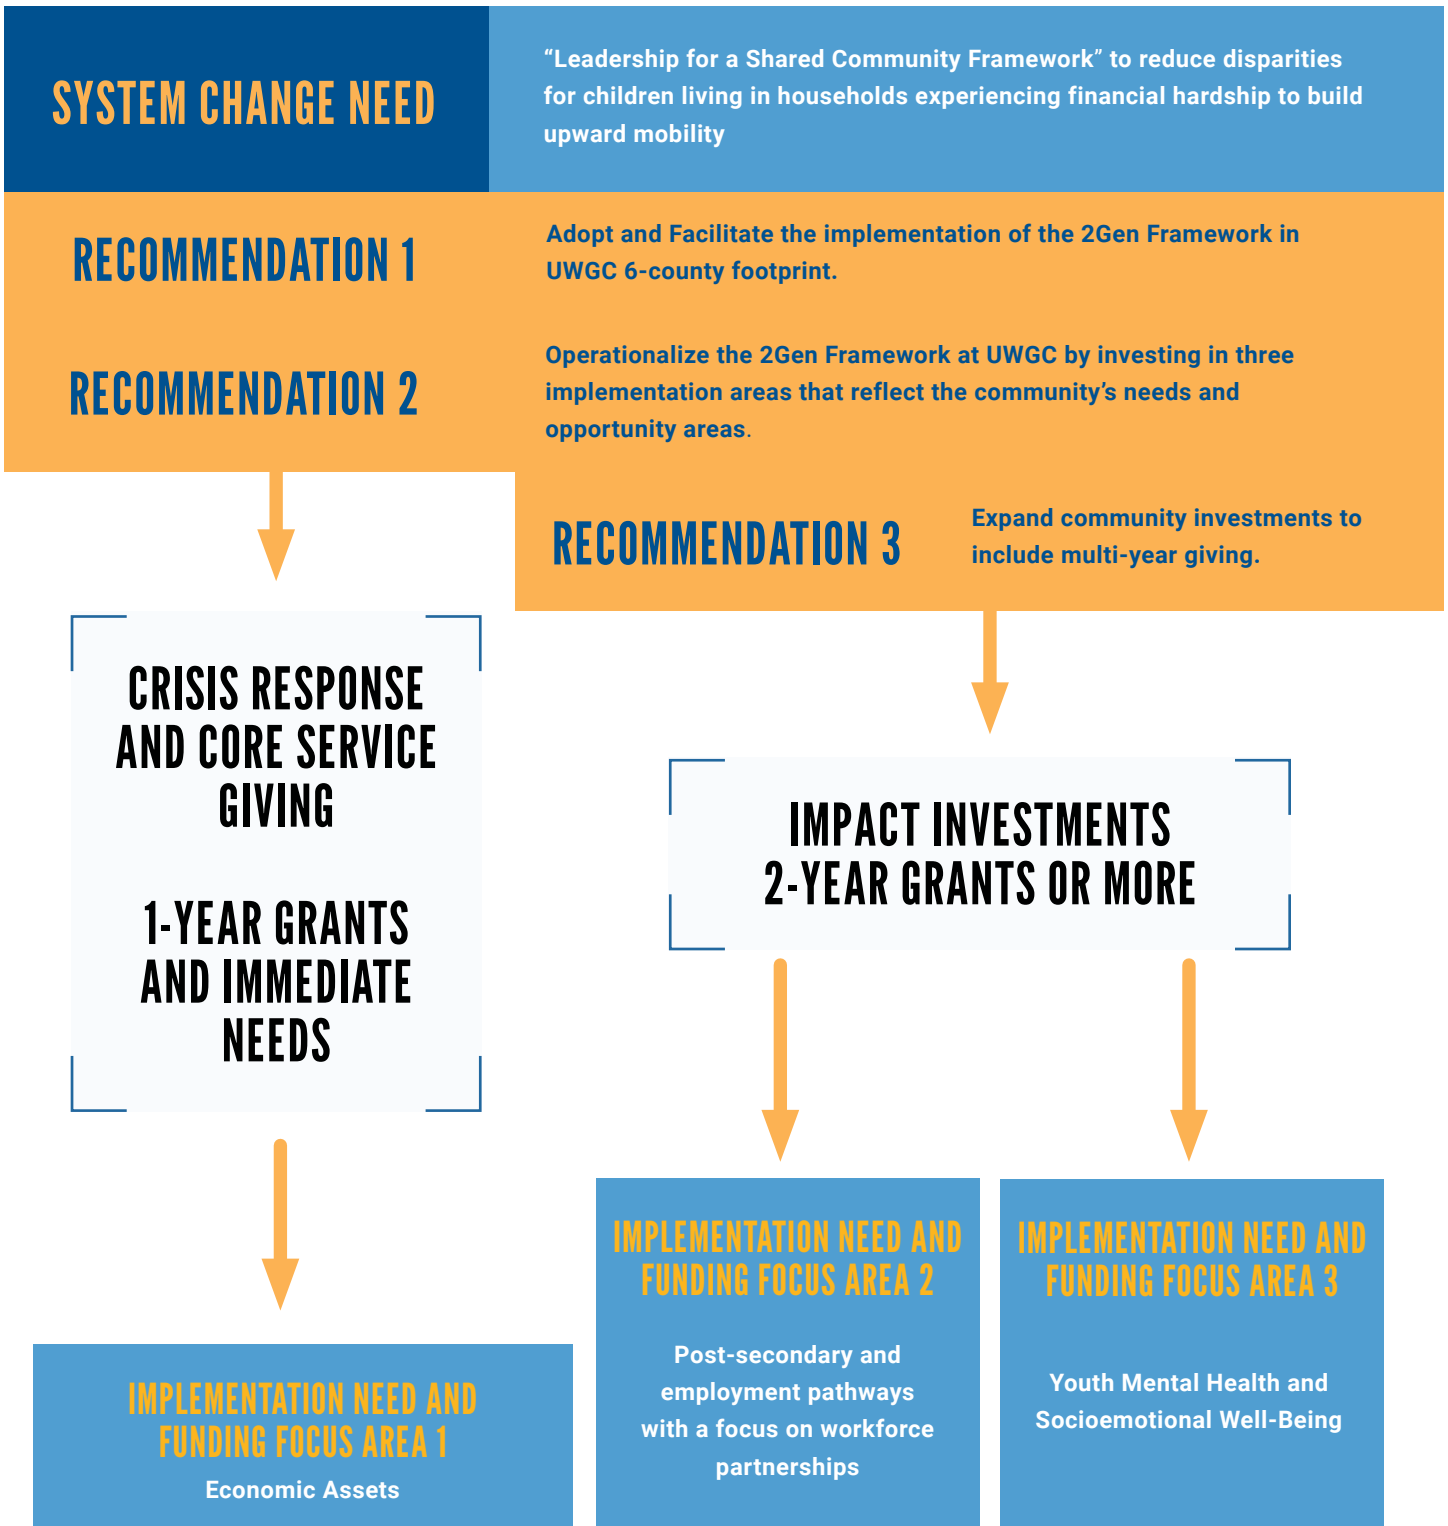 SYSTEM CHANGE NEED
“Leadership for a Shared Community Framework” to reduce disparities
for children living in households experiencing financial hardship to build
upward mobility
RECOMMENDATION 1
Adopt and Facilitate the implementation of the 2Gen Framework in
UWGC 6-county footprint.
RECOMMENDATION 2
Operationalize the 2Gen Framework at UWGC by investing in three
implementation areas that reflect the community’s needs and
opportunity areas.
RECOMMENDATION 3
Expand community investments to
include multi-year giving.
CRISIS RESPONSE
AND CORE SERVICE
GIVING
1-YEAR GRANTS
AND IMMEDIATE
NEEDS
IMPACT INVESTMENTS
2-YEAR GRANTS OR MORE
IMPLEMENTATION NEED AND
FUNDING FOCUS AREA 1
Economic Assets
IMPLEMENTATION NEED AND
FUNDING FOCUS AREA 2
Post-secondary and
employment pathways
with a focus on workforce
partnerships
IMPLEMENTATION NEED AND
FUNDING FOCUS AREA 3
Youth Mental Health and
Socioemotional Well-Being